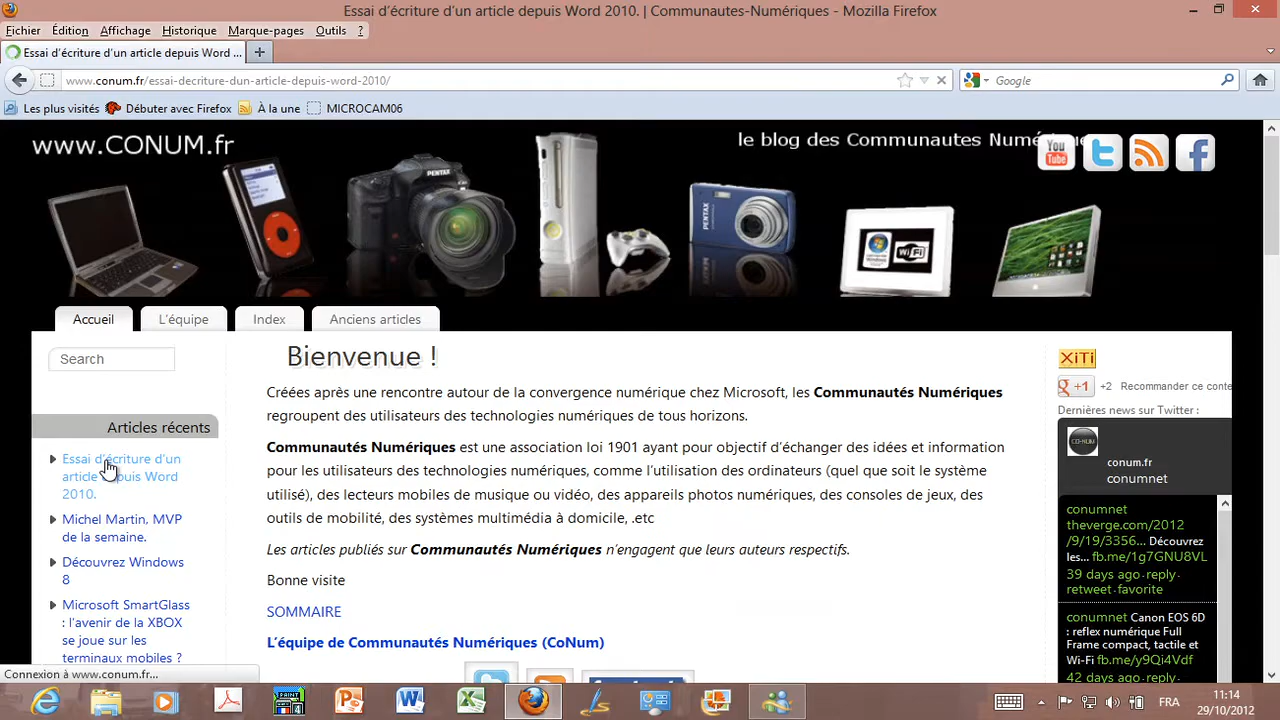 Essai d'écriture d'un article depuis Word 2010. | Communautes-Numériques - Mozilla Firefox
Fichier Édition Affichage Historique Marque-pages Outils ?
Essai d'écriture d'un article depuis Word ...
www.conum.fr/essai-decriture-dun-article-depuis-word-2010/
Google
Les plus visités Débuter avec Firefox À la une MICROCAM06
www.CONUM.fr
le blog des Communautes
You Tube
PENTAX
PENTAX
WiFi
Accueil L'équipe Index Anciens articles
Search
Articles récents
Essai d'écriture d'un
article depuis Word
2010.
Michel Martin, MVP
de la semaine.
Découvrez Windows
8
Microsoft SmartGlass
: l'avenir de la XBOX
se joue sur les
terminaux mobiles ?
Bienvenue !
Créées après une rencontre autour de la convergence numérique chez Microsoft, les Communautés Numériques
regroupent des utilisateurs des technologies numériques de tous horizons.
Communautés Numériques est une association loi 1901 ayant pour objectif d'échanger des idées et information
pour les utilisateurs des technologies numériques, comme l'utilisation des ordinateurs (quel que soit le système
utilisé), des lecteurs mobiles de musique ou vidéo, des appareils photos numériques, des consoles de jeux, des
outils de mobilité, des systèmes multimédia à domicile, .etc
Les articles publiés sur Communautés Numériques n'engagent que leurs auteurs respectifs.
Bonne visite
SOMMAIRE
L'équipe de Communautés Numériques (CoNum)
XiTi
g +1 +2 Recommander ce conte
Dernières news sur Twitter :
CO-NUM
conum.fr
conumnet
conumnet
theverge.com/2012
/9/19/3356... Découvrez
les... fb.me/1g7GNU8VL
39 days ago · reply ·
retweet · favorite
conumnet Canon EOS 6D
: reflex numérique Full
Frame compact, tactile et
Wi-Fi fb.me/y9Qi4Vdf
42 days ago · reply ·
Connexion à www.conum.fr...
FRA
11:14
29/10/2012